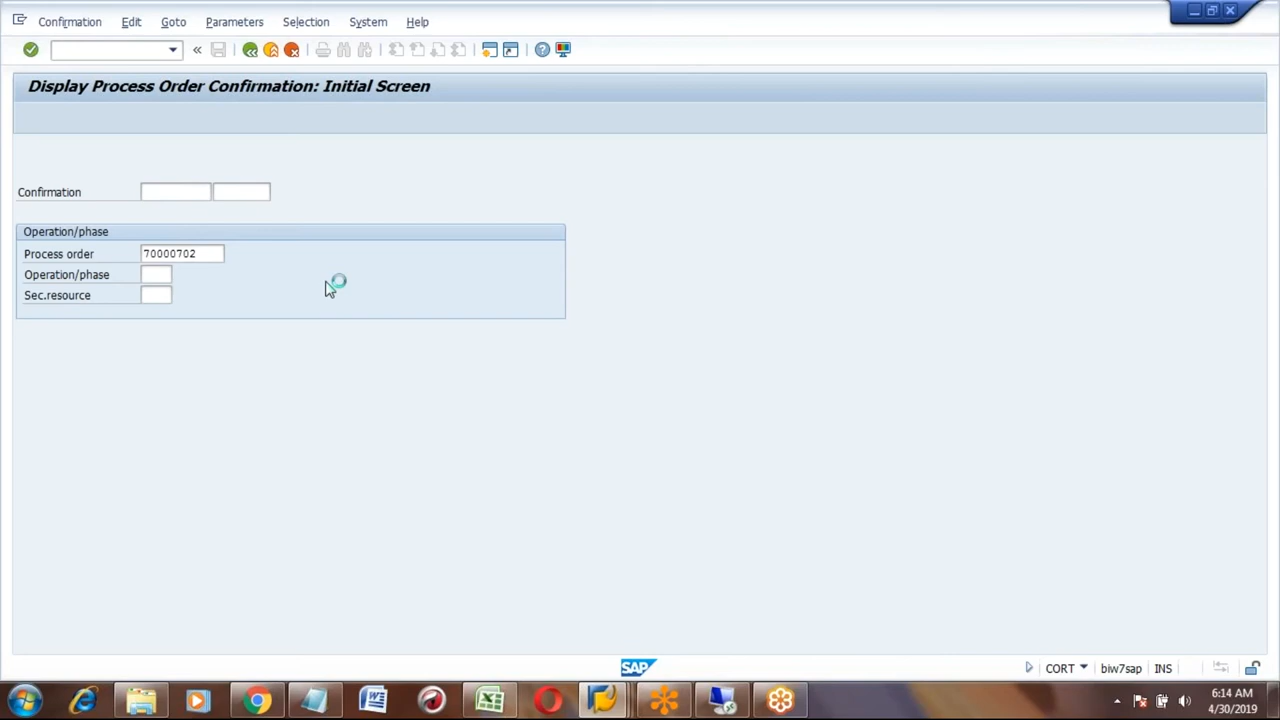 Confirmation Edit Goto Parameters Selection System Help
Display Process Order Confirmation: Initial Screen
Confirmation
Operation/phase
Process order 70000702
Operation/phase
Sec.resource
SAP
CORT biw7sap INS
6:14 AM
4/30/2019